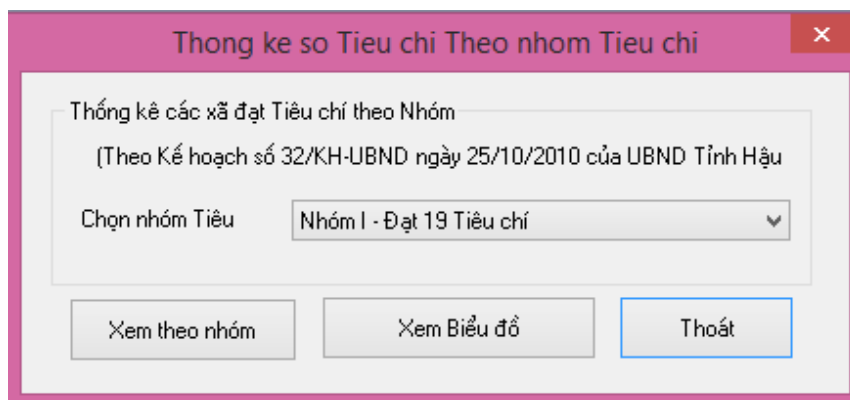 Thong ke so Tieu chi Theo nhom Tieu chi
Thống kê các xã đạt Tiêu chí theo Nhóm
(Theo Kế hoạch số 32/KH-UBND ngày 25/10/2010 của UBND Tỉnh Hậu
Chọn nhóm Tiêu
Nhóm I - Đạt 19 Tiêu chí
Xem theo nhóm
Xem Biểu đồ
Thoát